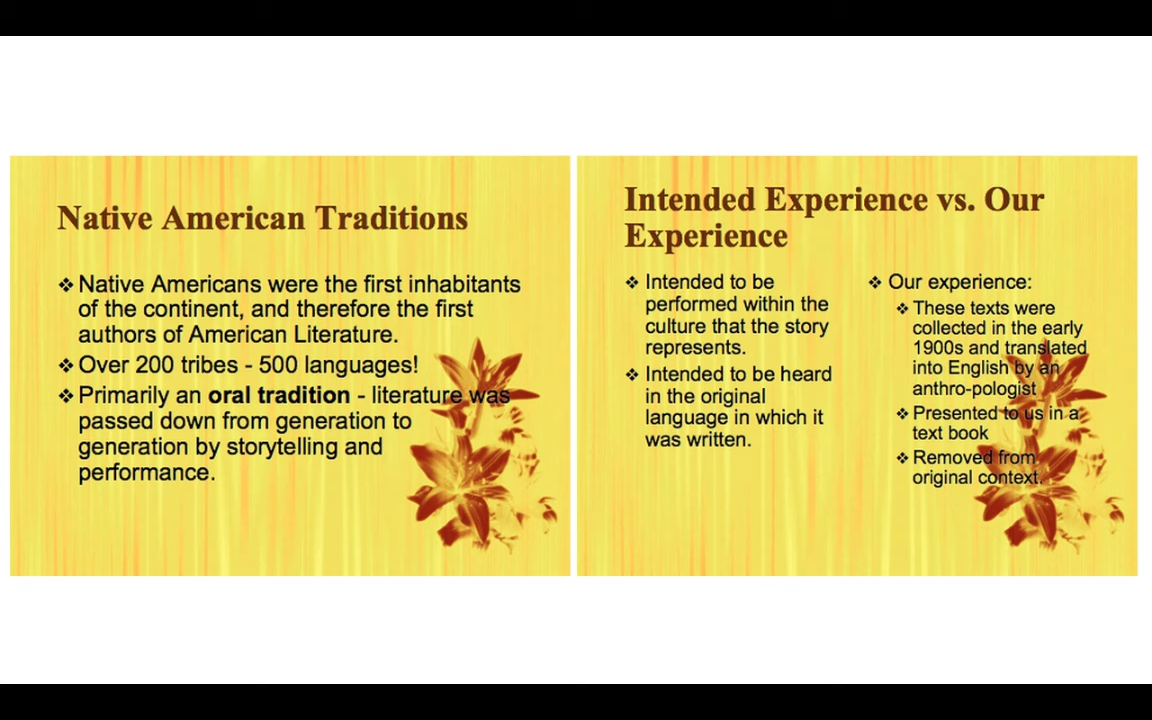 Native American Traditions
❖Native Americans were the first inhabitants
of the continent, and therefore the first
authors of American Literature.
❖Over 200 tribes - 500 languages!
❖Primarily an oral tradition - literature was
passed down from generation to
generation by storytelling and
performance.
Intended Experience vs. Our
Experience
❖ Intended to be
performed within the
culture that the story
represents.
❖ Intended to be heard
in the original
language in which it
was written.
❖ Our experience:
❖These texts were
collected in the early
1900s and translated
into English by an
anthro-pologist
❖Presented to us in a
text book
❖Removed from
original context.